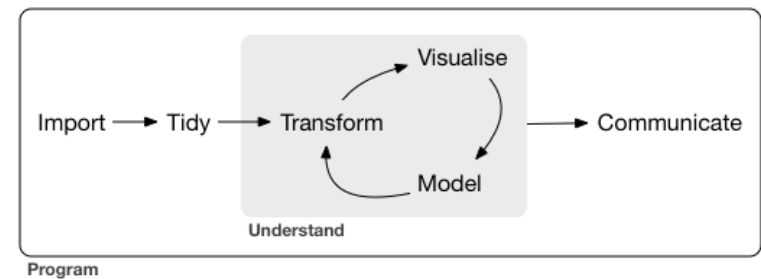 Visualise
Import Tidy Transform Communicate
Model
Understand
Program